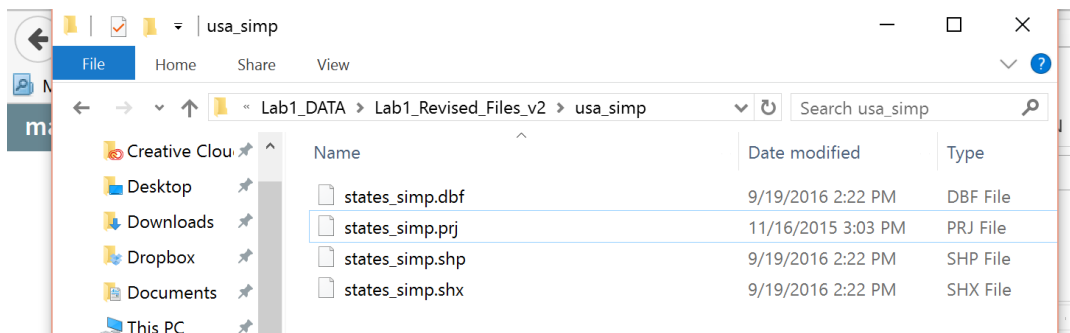 usa_simp
File Home Share View
?
M
« Lab1_DATA > Lab1_Revised_Files_v2 > usa_simp Search usa_simp
ma
Creative Clou
Name Date modified Type
Desktop
states_simp.dbf 9/19/2016 2:22 PM DBF File
Downloads
states_simp.prj 11/16/2015 3:03 PM PRJ File
Dropbox
states_simp.shp 9/19/2016 2:22 PM SHP File
Documents
states_simp.shx 9/19/2016 2:22 PM SHX File
This PC